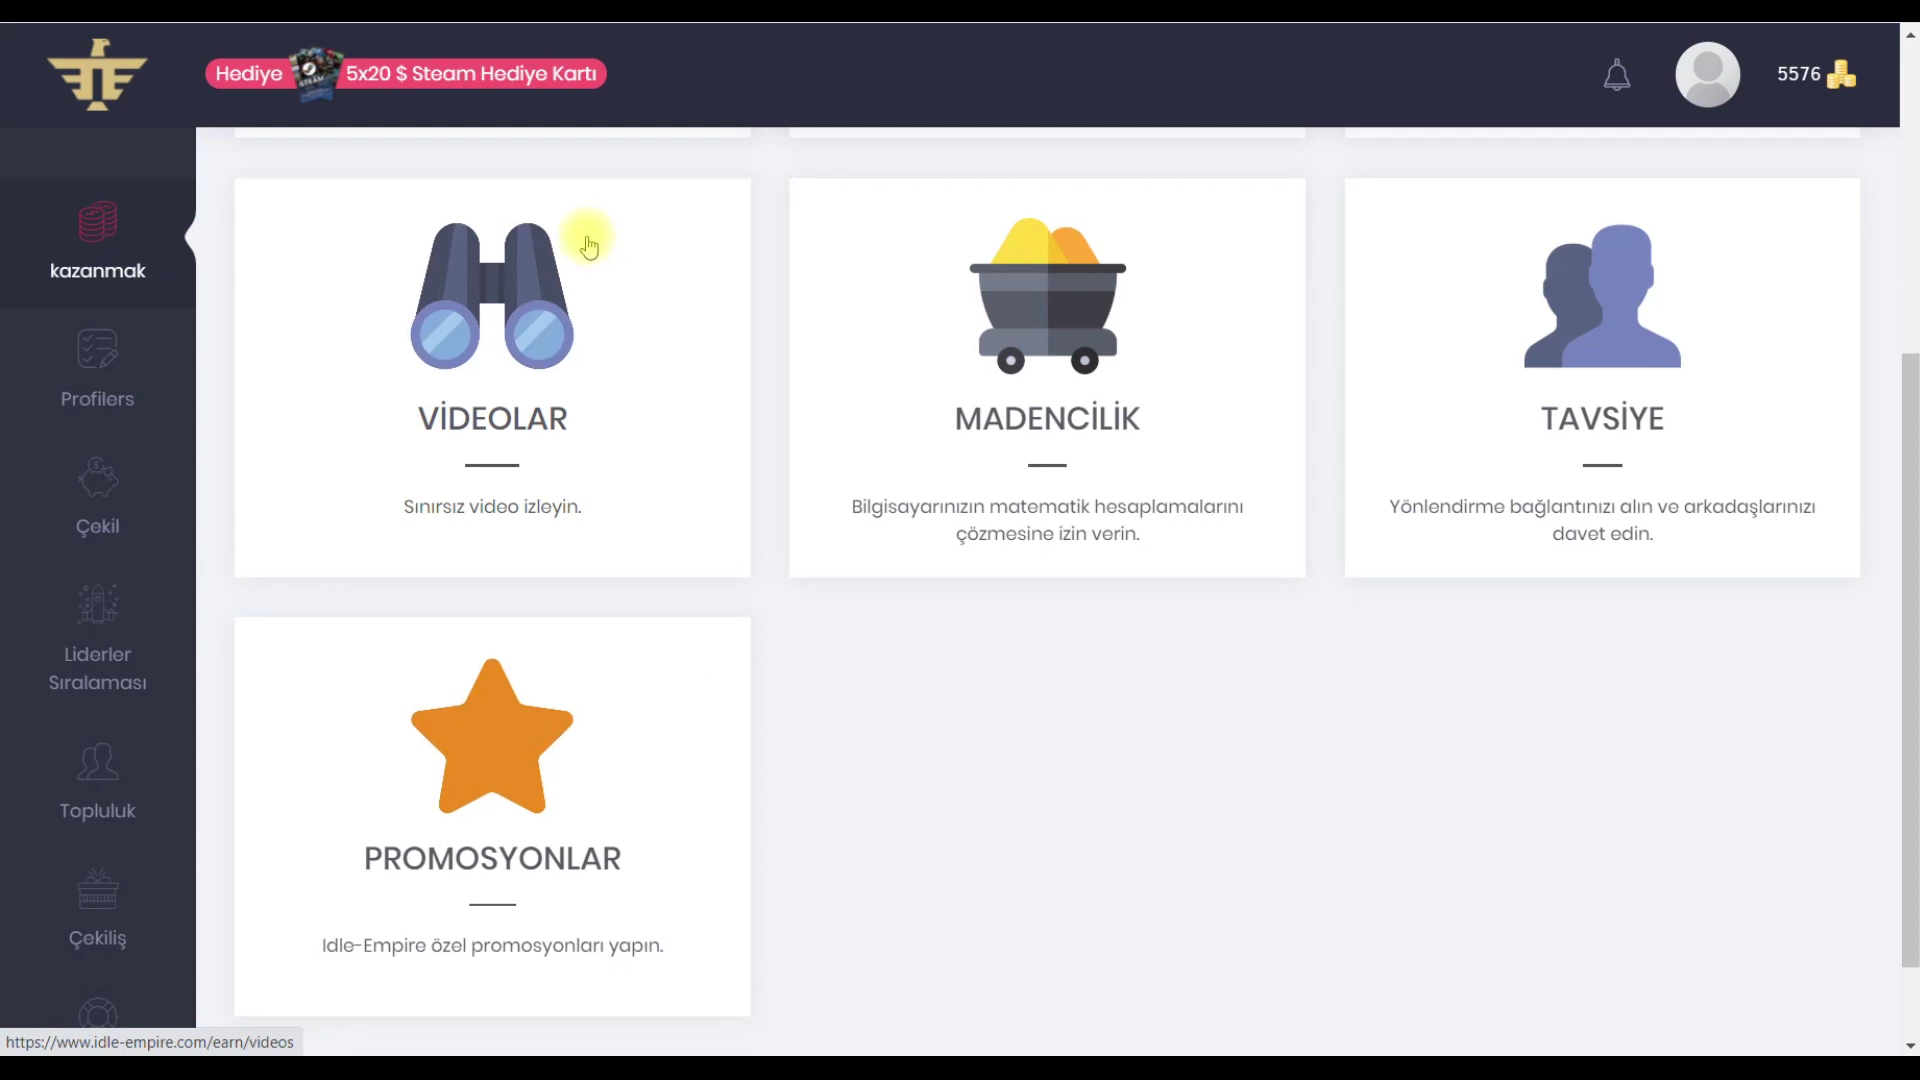 Hediye 5x20 $ Steam Hediye Kartı
5576
kazanmak
Profilers
Çekil
Liderler
Sıralaması
Topluluk
Çekiliş
VİDEOLAR
Sınırsız video izleyin.
MADENCİLİK
Bilgisayarınızın matematik hesaplamalarını
çözmesine izin verin.
TAVSİYE
Yönlendirme bağlantınızı alın ve arkadaşlarınızı
davet edin.
PROMOSYONLAR
Idle-Empire özel promosyonları yapın.
https://www.idle-empire.com/earn/videos